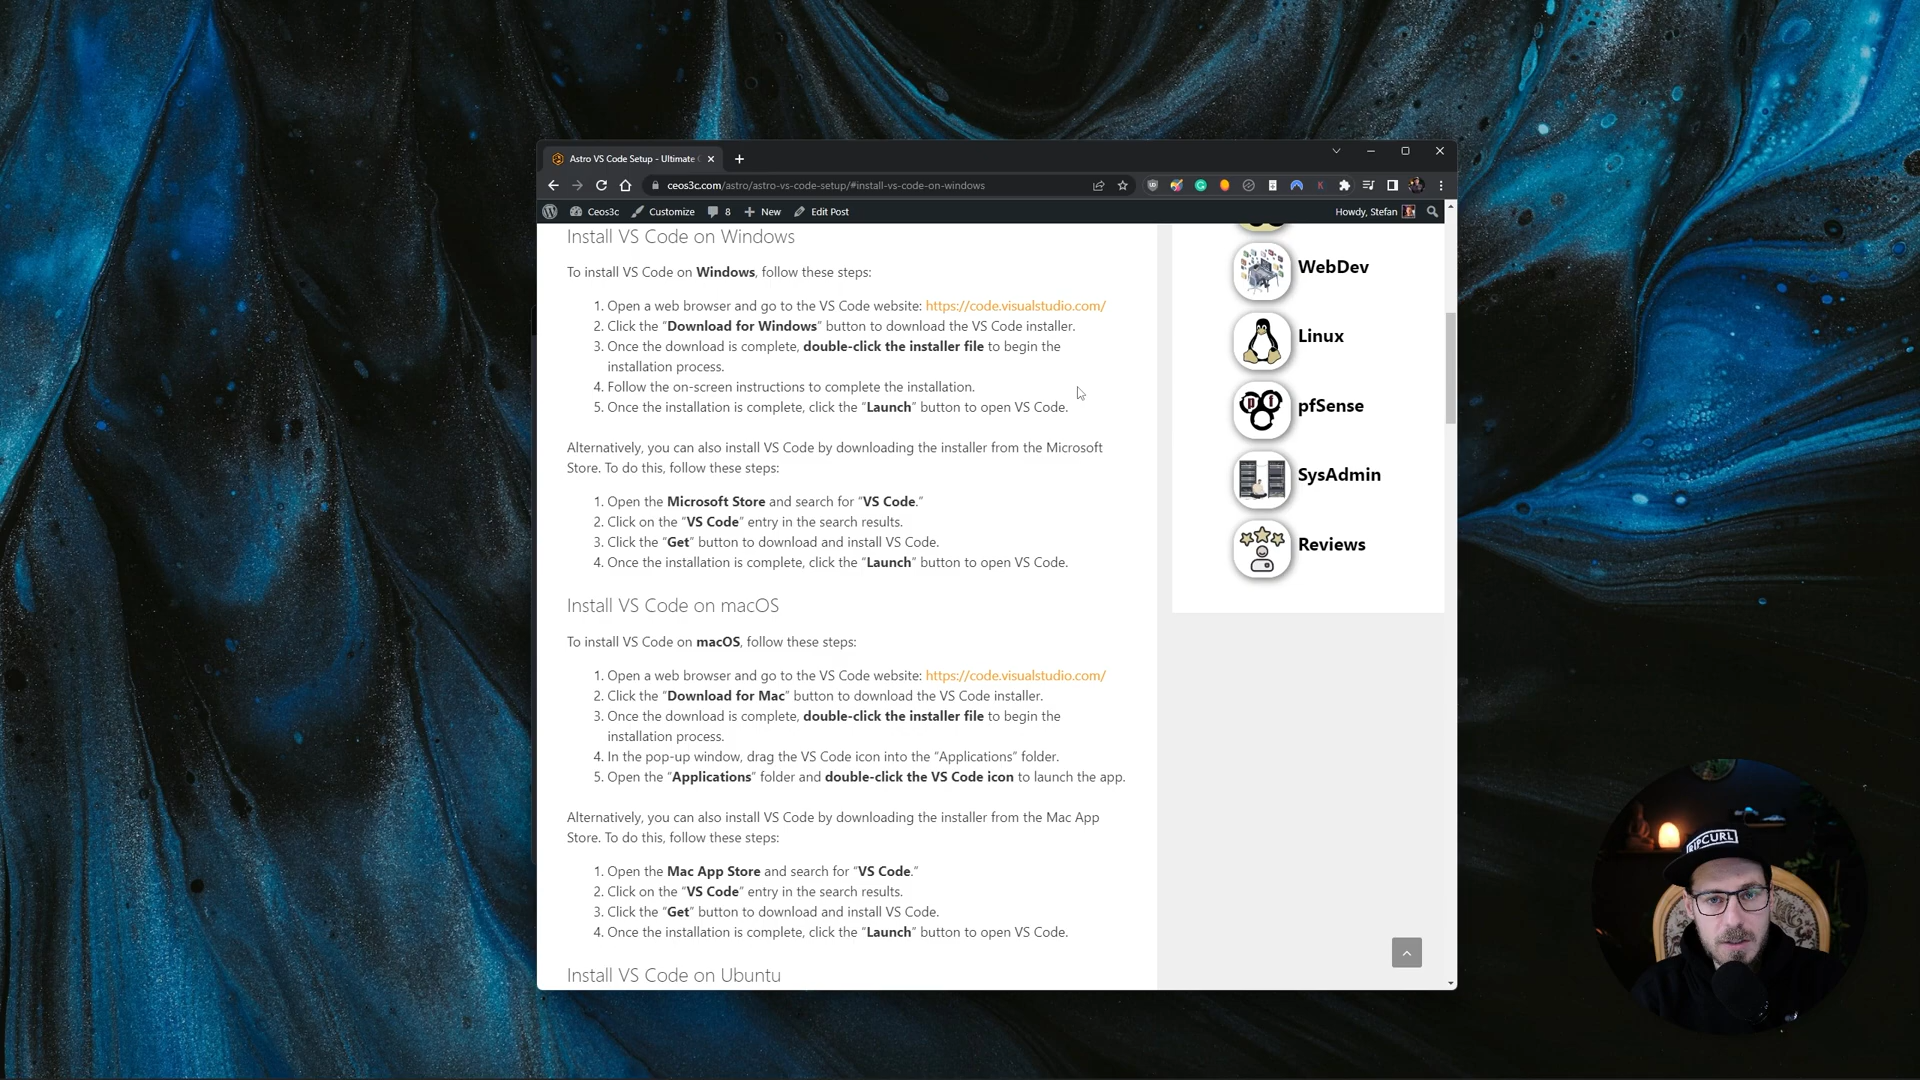 Astro VS Code Setup - Ultimate
ceos3c.com/astro/astro-vs-code-setup/#install-vs-code-on-windows
Ceos3c Customize 8 New Edit Post Howdy, Stefan
Install VS Code on Windows
To install VS Code on Windows, follow these steps:
1. Open a web browser and go to the VS Code website: https://code.visualstudio.com/
2. Click the “Download for Windows” button to download the VS Code installer.
3. Once the download is complete, double-click the installer file to begin the
installation process.
4. Follow the on-screen instructions to complete the installation.
5. Once the installation is complete, click the “Launch” button to open VS Code.
Alternatively, you can also install VS Code by downloading the installer from the Microsoft
Store. To do this, follow these steps:
1. Open the Microsoft Store and search for “VS Code.”
2. Click on the “VS Code” entry in the search results.
3. Click the “Get” button to download and install VS Code.
4. Once the installation is complete, click the “Launch” button to open VS Code.
Install VS Code on macOS
To install VS Code on macOS, follow these steps:
1. Open a web browser and go to the VS Code website: https://code.visualstudio.com/
2. Click the “Download for Mac” button to download the VS Code installer.
3. Once the download is complete, double-click the installer file to begin the
installation process.
4. In the pop-up window, drag the VS Code icon into the “Applications” folder.
5. Open the “Applications” folder and double-click the VS Code icon to launch the app.
Alternatively, you can also install VS Code by downloading the installer from the Mac App
Store. To do this, follow these steps:
1. Open the Mac App Store and search for “VS Code.”
2. Click on the “VS Code” entry in the search results.
3. Click the “Get” button to download and install VS Code.
4. Once the installation is complete, click the “Launch” button to open VS Code.
Install VS Code on Ubuntu
WebDev
Linux
pf
pfSense
SysAdmin
Reviews
RIPCURL